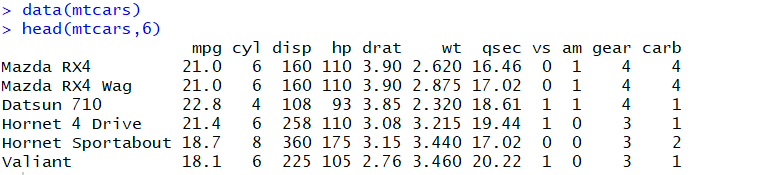 > data(mtcars)
> head(mtcars,6)
                   mpg cyl disp  hp drat    wt  qsec vs am gear carb
Mazda RX4         21.0   6  160 110 3.90 2.620 16.46  0  1    4    4
Mazda RX4 Wag     21.0   6  160 110 3.90 2.875 17.02  0  1    4    4
Datsun 710        22.8   4  108  93 3.85 2.320 18.61  1  1    4    1
Hornet 4 Drive    21.4   6  258 110 3.08 3.215 19.44  1  0    3    1
Hornet Sportabout 18.7   8  360 175 3.15 3.440 17.02  0  0    3    2
Valiant           18.1   6  225 105 2.76 3.460 20.22  1  0    3    1